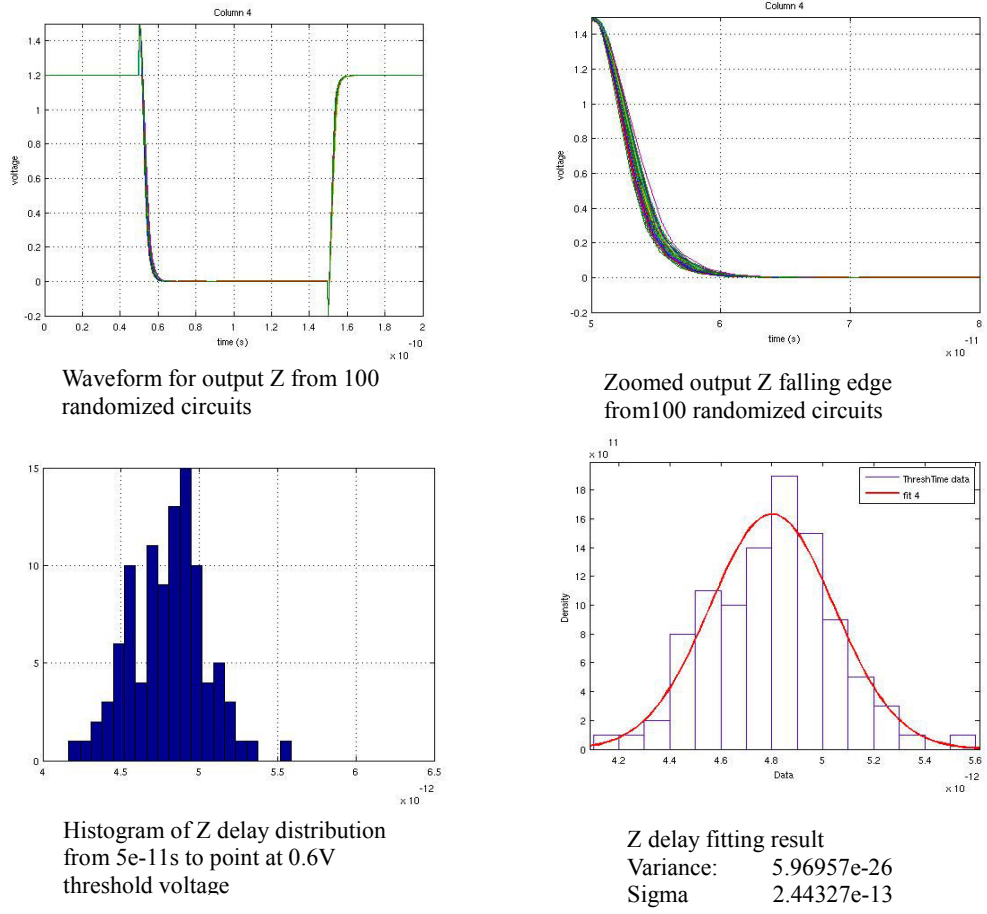 Column 4
1.4
1.2
1
0.8
0.6
0.4
0.2
0
-0.2
voltage
0 0.2 0.4 0.6 0.8 1 1.2 1.4 1.6 1.8 2
time (s)
-10
x 10
Waveform for output Z from 100
randomized circuits
Column 4
1.4
1.2
1
0.8
0.6
0.4
0.2
0
-0.2
voltage
5 6 7 8
time (s)
-11
x 10
Zoomed output Z falling edge
from100 randomized circuits
15
10
5
0
4 4.5 5 5.5 6 6.5
-12
x 10
Histogram of Z delay distribution
from 5e-11s to point at 0.6V
threshold voltage
x 10
11
ThreshTime data
fit 4
18
16
14
12
10
8
6
4
2
0
Density
4.2 4.4 4.6 4.8 5 5.2 5.4 5.6
Data
-12
x 10
Z delay fitting result
Variance: 5.96957e-26
Sigma 2.44327e-13